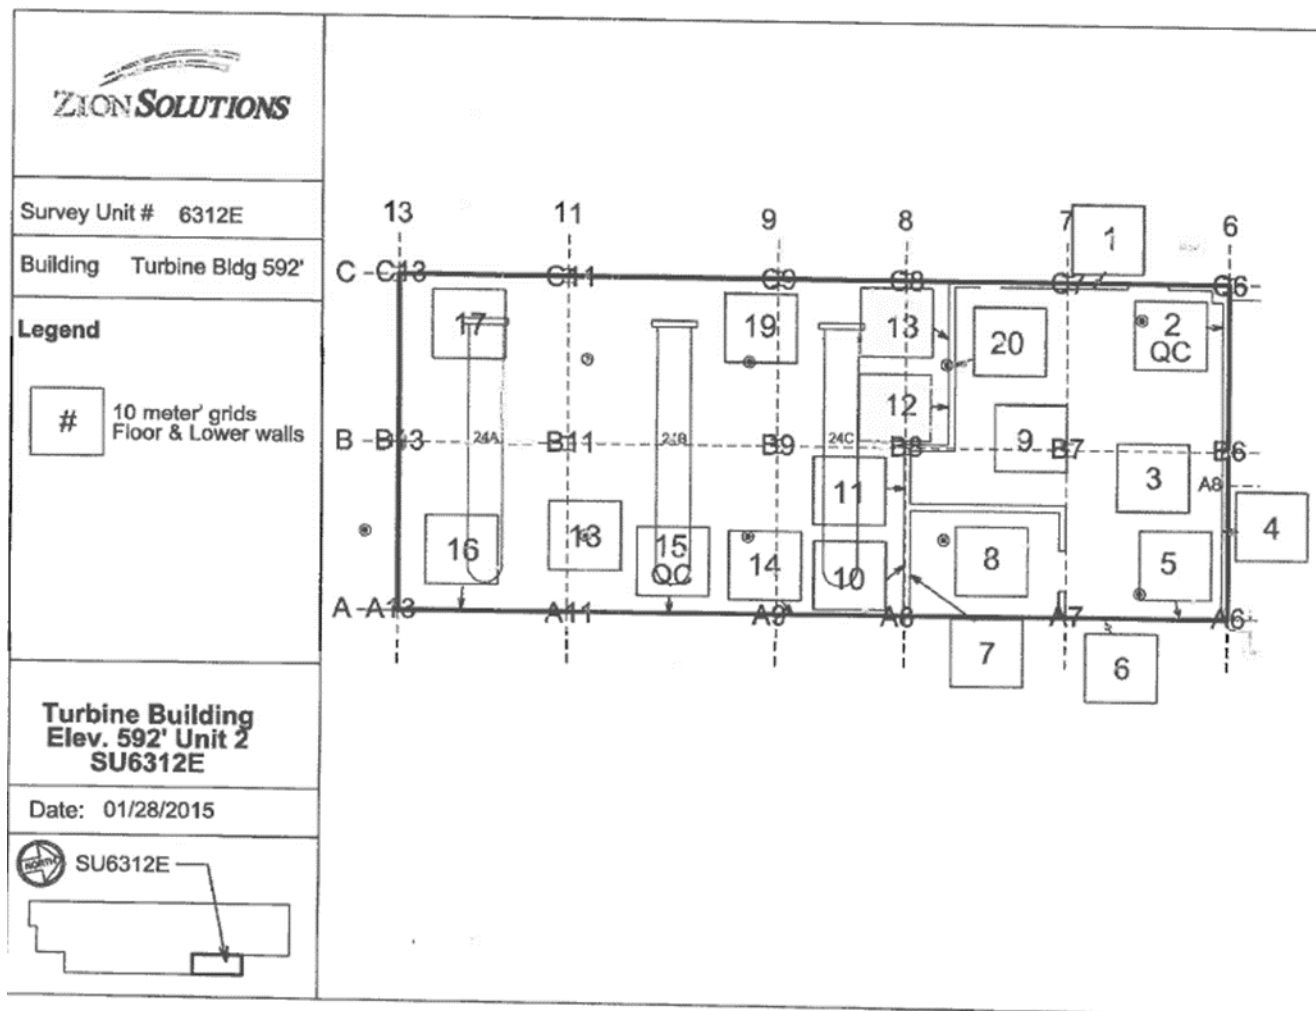 ZION SOLUTIONS
Survey Unit # 6312E
Building Turbine Bldg 592'
Legend
# 10 meter' grids
Floor & Lower walls
Turbine Building
Elev. 592' Unit 2
SU6312E
Date: 01/28/2015
NORTH SU6312E
13 11 9 8 7 6
1
C C13 C11 C9 C8 C7 C6
17 19 13 20 2
QC
12
B B13 24A B11 24B B9 24C B8 9 B7 B6
11 3 A8
4
16 13 15 14 10 8 5
QC
A A13 A11 A9 A8 A7 A6
7 6